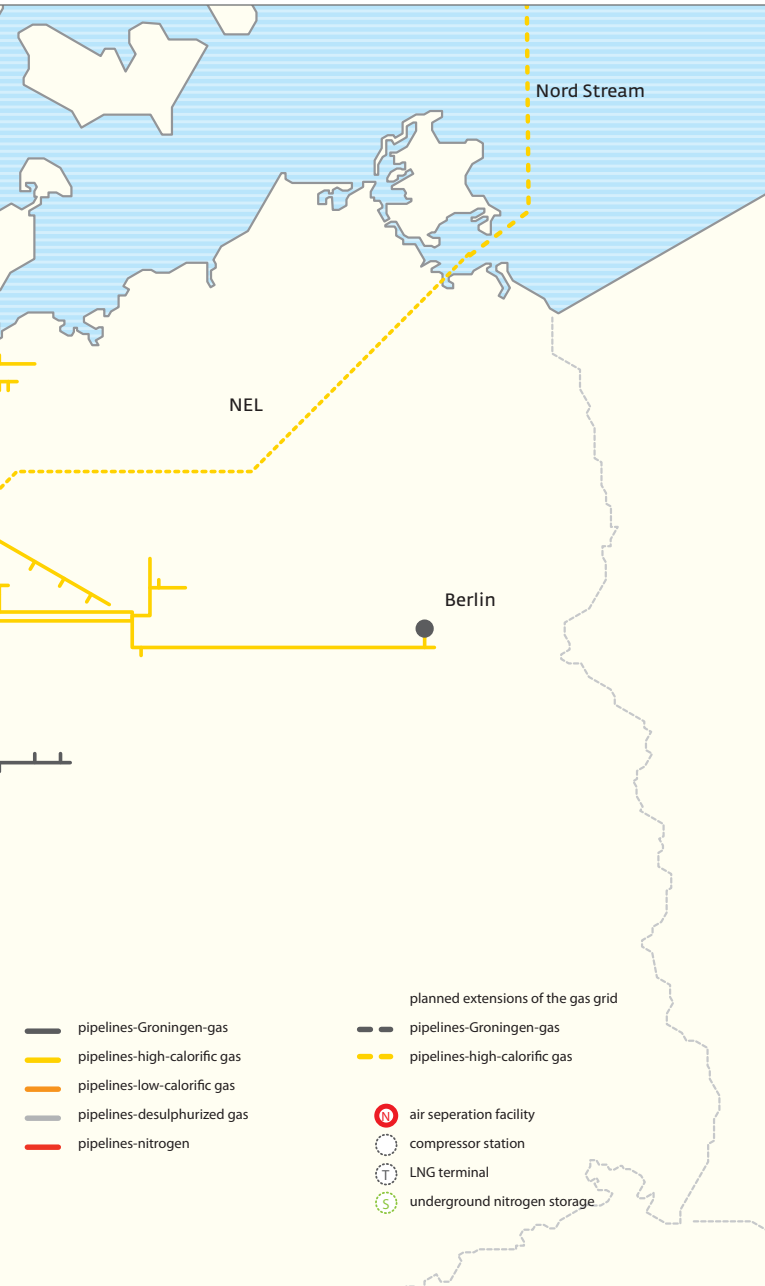 Nord Stream
NEL
Berlin
pipelines-Groningen-gas
pipelines-high-calorific gas
pipelines-low-calorific gas
pipelines-desulphurized gas
pipelines-nitrogen
planned extensions of the gas grid
pipelines-Groningen-gas
pipelines-high-calorific gas
N air seperation facility
compressor station
T LNG terminal
S underground nitrogen storage